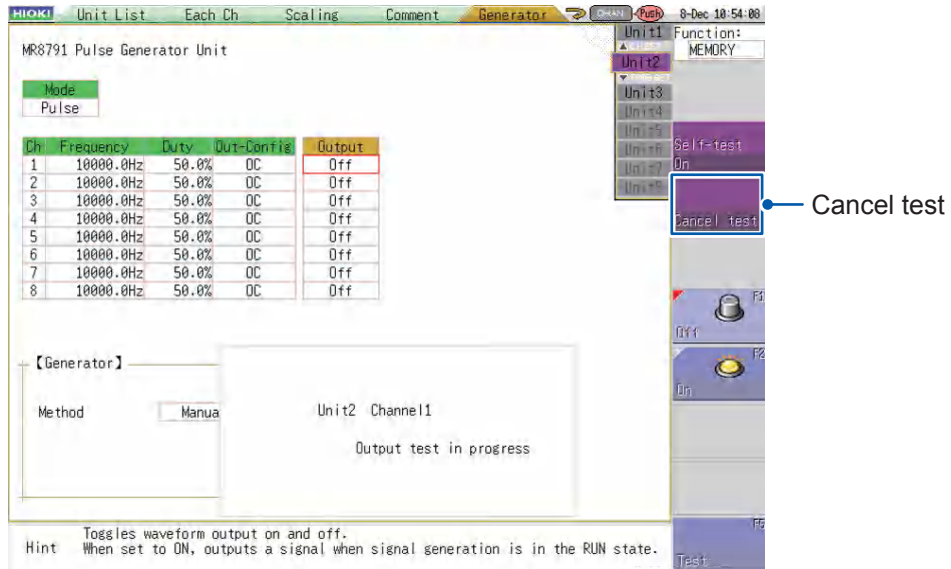 HIOKI Unit List Each Ch Scaling Comment Generator CHAN Push 8-Dec 10:54:08
Unit1
Function:
MEMORY
Unit2
Unit3
Unit4
Unit5
Unit6
Unit7
MR8791 Pulse Generator Unit
Mode
Pulse
Ch Frequency Duty Out-Config Output
1 10000.0Hz 50.0% OC Off
2 10000.0Hz 50.0% OC Off
3 10000.0Hz 50.0% OC Off
4 10000.0Hz 50.0% OC Off
5 10000.0Hz 50.0% OC Off
6 10000.0Hz 50.0% OC Off
7 10000.0Hz 50.0% OC Off
8 10000.0Hz 50.0% OC Off
Self-test
On
Cancel test
Cancel test
F1
Off
F2
On
【Generator】
Method Manua
Unit2 Channel1
Output test in progress
F5
Test
Hint Toggles waveform output on and off.
When set to ON, outputs a signal when signal generation is in the RUN state.